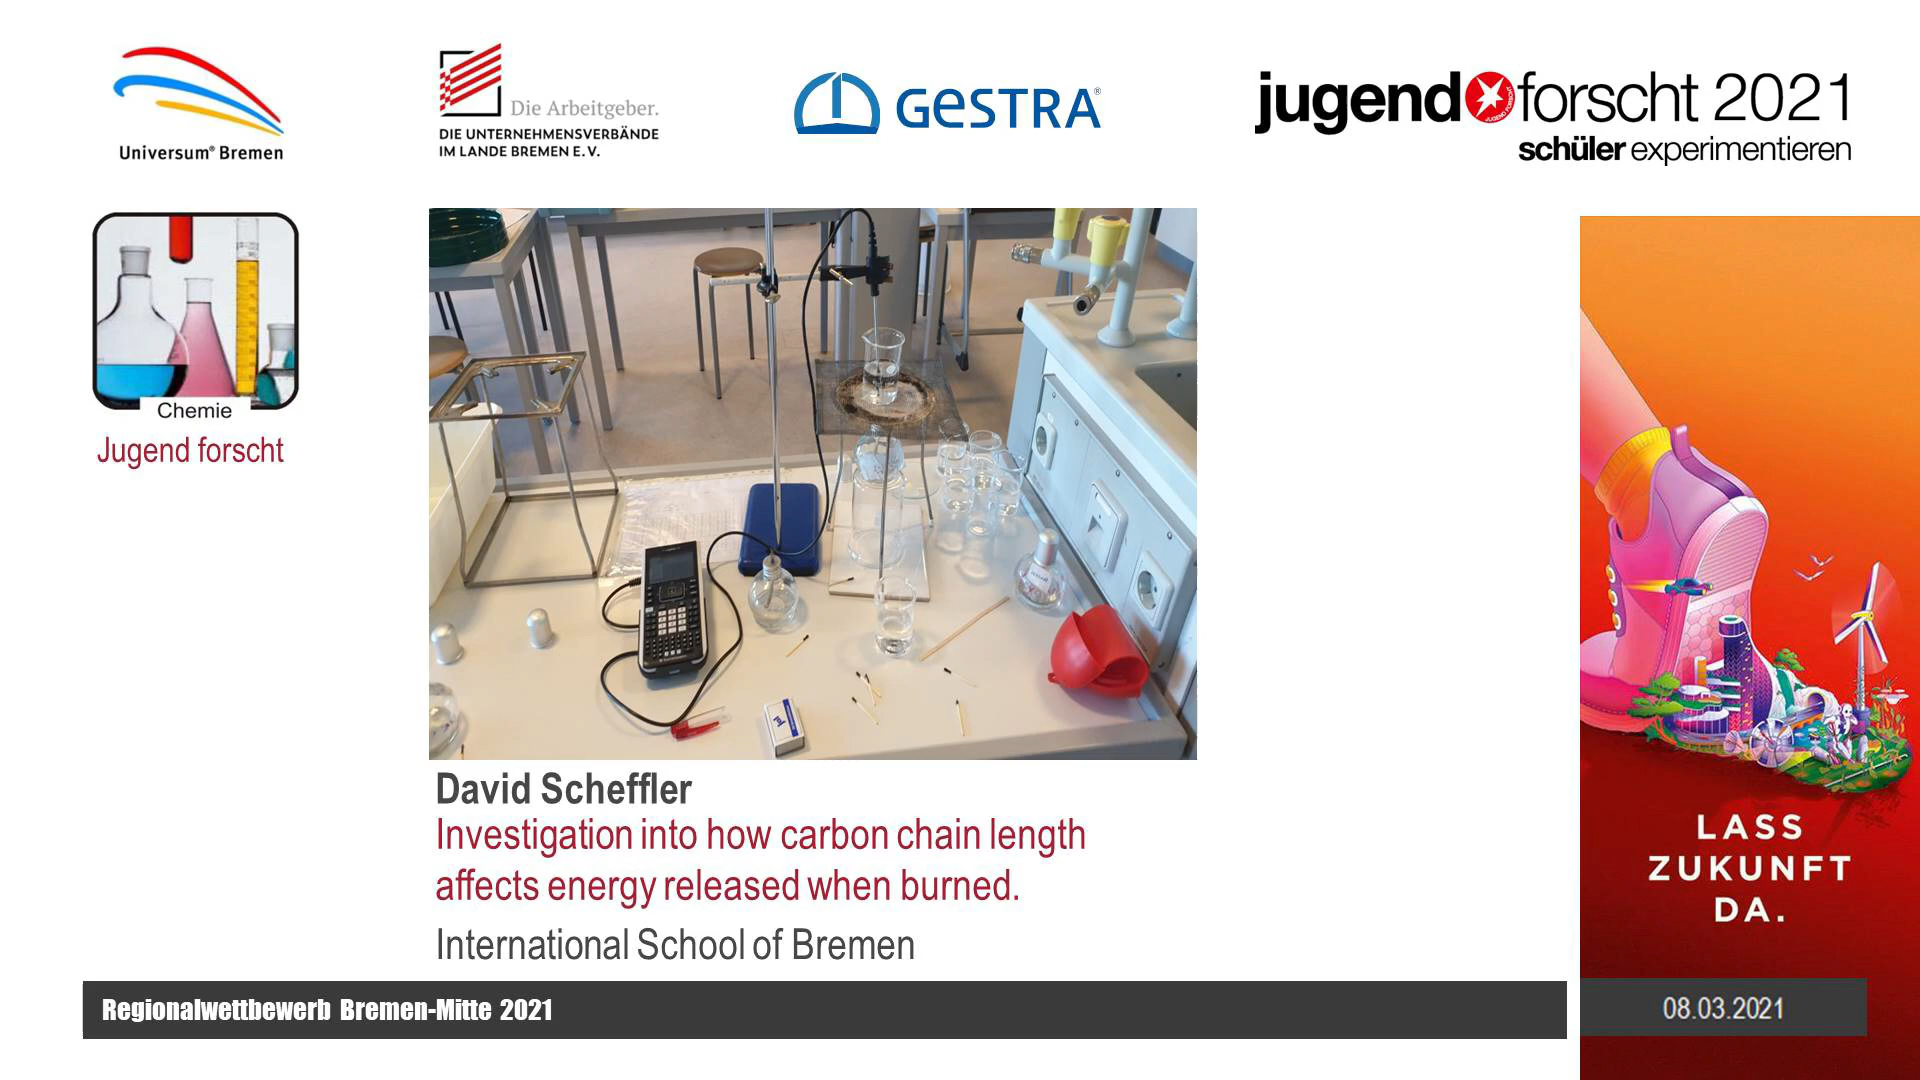 Universum® Bremen
Die Arbeitgeber.
DIE UNTERNEHMENSVERBÄNDE
IM LANDE BREMEN E.V.
GESTRA®
jugend forscht 2021
JUGEND FORSCHT
schüler experimentieren
Chemie
Jugend forscht
David Scheffler
Investigation into how carbon chain length
affects energy released when burned.
International School of Bremen
LASS
ZUKUNFT
DA.
Regionalwettbewerb Bremen-Mitte 2021
08.03.2021